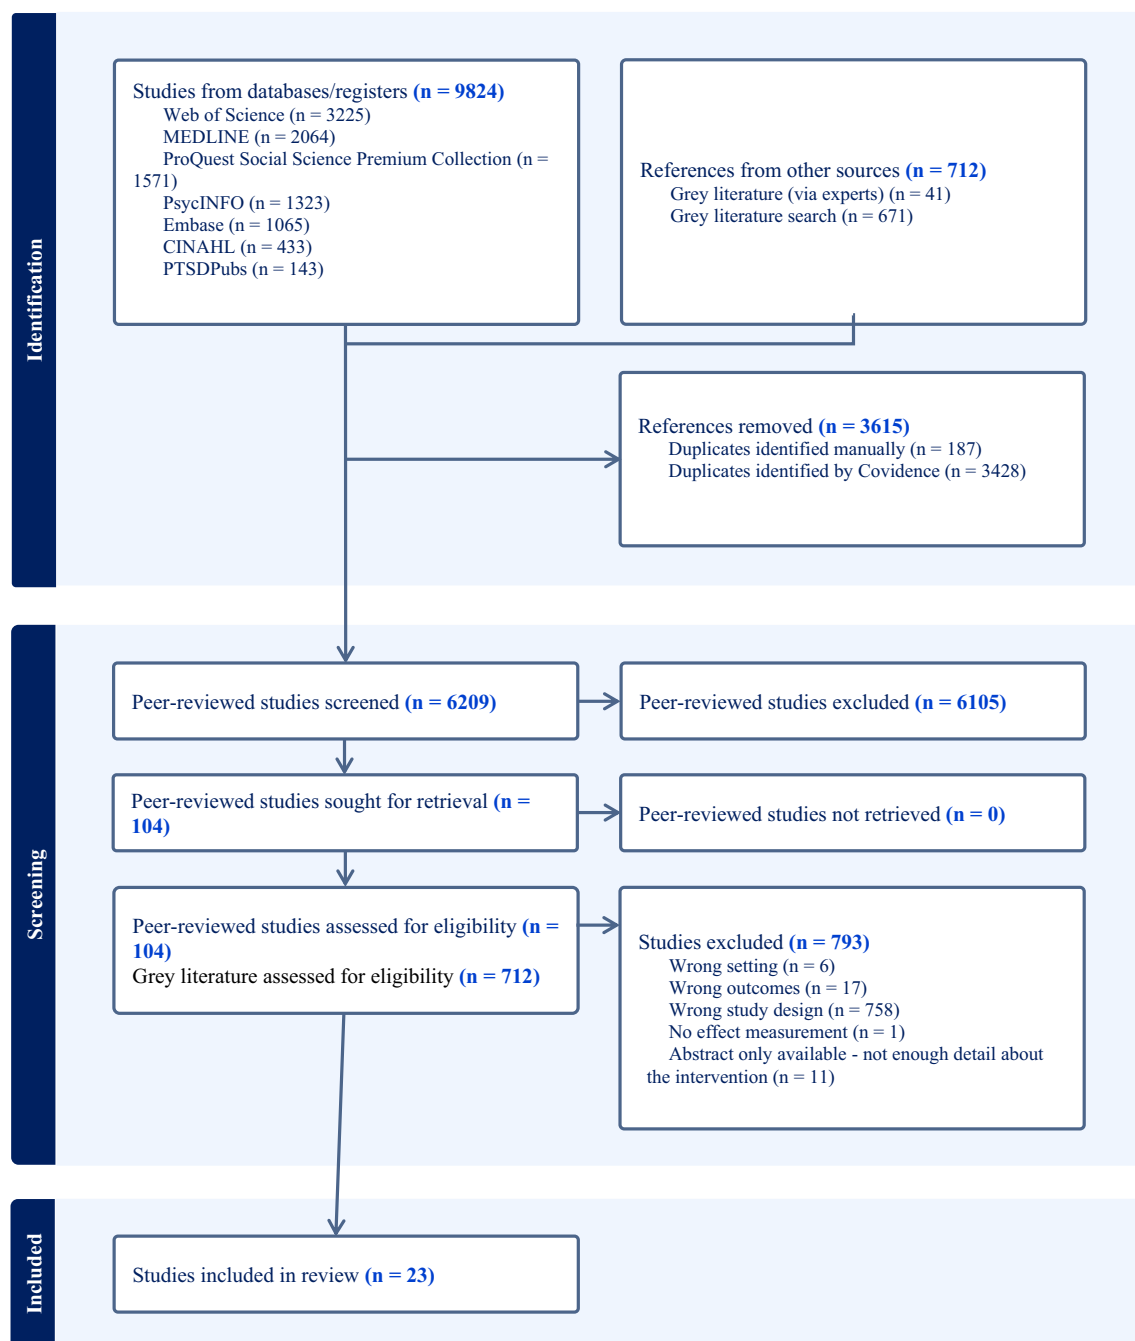 Identification
Studies from databases/registers (n = 9824)
Web of Science (n = 3225)
MEDLINE (n = 2064)
ProQuest Social Science Premium Collection (n =
1571)
PsycINFO (n = 1323)
Embase (n = 1065)
CINAHL (n = 433)
PTSDPubs (n = 143)
References from other sources (n = 712)
Grey literature (via experts) (n = 41)
Grey literature search (n = 671)
References removed (n = 3615)
Duplicates identified manually (n = 187)
Duplicates identified by Covidence (n = 3428)
Screening
Peer-reviewed studies screened (n = 6209)
Peer-reviewed studies excluded (n = 6105)
Peer-reviewed studies sought for retrieval (n =
104)
Peer-reviewed studies not retrieved (n = 0)
Peer-reviewed studies assessed for eligibility (n =
104)
Grey literature assessed for eligibility (n = 712)
Studies excluded (n = 793)
Wrong setting (n = 6)
Wrong outcomes (n = 17)
Wrong study design (n = 758)
No effect measurement (n = 1)
Abstract only available - not enough detail about
the intervention (n = 11)
Included
Studies included in review (n = 23)